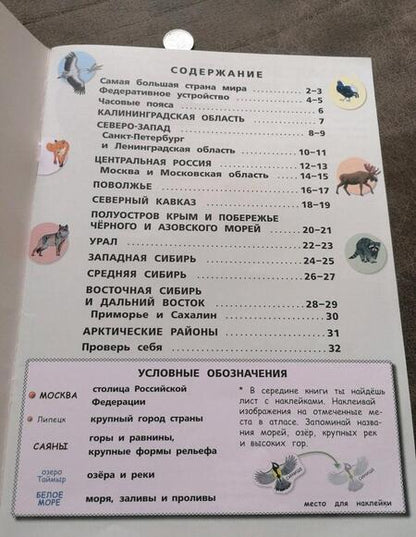 СОДЕРЖАНИЕ
Самая большая страна мира ........ 2–3
Федеративное устройство ........ 4–5
Часовые пояса ........ 6
КАЛИНИНГРАДСКАЯ ОБЛАСТЬ ........ 7
СЕВЕРО-ЗАПАД ........ 8–9
Санкт-Петербург
и Ленинградская область ........ 10–11
ЦЕНТРАЛЬНАЯ РОССИЯ ........ 12–13
Москва и Московская область ........ 14–15
ПОВОЛЖЬЕ ........ 16–17
СЕВЕРНЫЙ КАВКАЗ ........ 18–19
ПОЛУОСТРОВ КРЫМ И ПОБЕРЕЖЬЕ
ЧЁРНОГО И АЗОВСКОГО МОРЕЙ ........ 20–21
УРАЛ ........ 22–23
ЗАПАДНАЯ СИБИРЬ ........ 24–25
СРЕДНЯЯ СИБИРЬ ........ 26–27
ВОСТОЧНАЯ СИБИРЬ
И ДАЛЬНИЙ ВОСТОК ........ 28–29
Приморье и Сахалин ........ 30
АРКТИЧЕСКИЕ РАЙОНЫ ........ 31
Проверь себя ........ 32
УСЛОВНЫЕ ОБОЗНАЧЕНИЯ
МОСКВА столица Российской
Федерации
Липецк крупный город страны
САЯНЫ горы и равнины,
крупные формы рельефа
озеро
Таймыр озёра и реки
БЕЛОЕ
МОРЕ моря, заливы и проливы
* В середине книги ты найдёшь
лист с наклейками. Наклеивай
изображения на отмеченные ме-
ста в атласе. Запоминай назва-
ния морей, озёр, крупных рек
и высоких гор.
место для наклейки